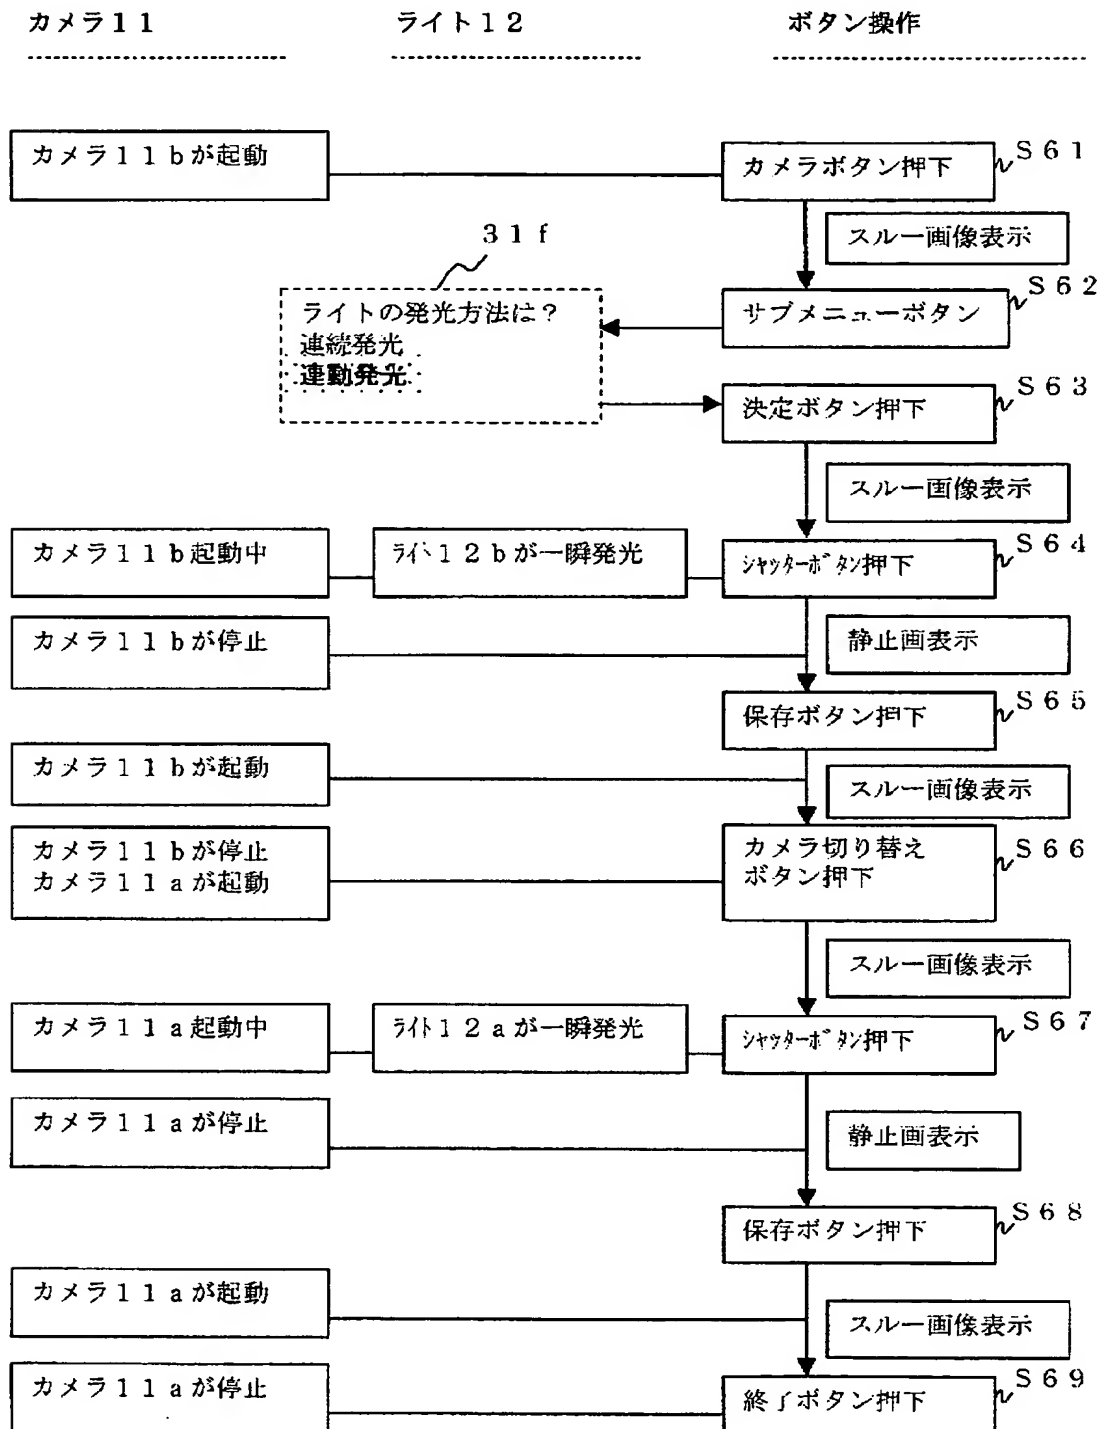 カメラ11
ライト12
ボタン操作
カメラ11bが起動
カメラボタン押下
S61
スルー画像表示
31f
ライトの発光方法は?
連続発光
連動発光
サブメニューボタン
S62
決定ボタン押下
S63
スルー画像表示
カメラ11b起動中
ライト12bが一瞬発光
シャッターボタン押下
S64
カメラ11bが停止
静止画表示
保存ボタン押下
S65
カメラ11bが起動
スルー画像表示
カメラ11bが停止
カメラ11aが起動
カメラ切り替え
ボタン押下
S66
スルー画像表示
カメラ11a起動中
ライト12aが一瞬発光
シャッターボタン押下
S67
カメラ11aが停止
静止画表示
保存ボタン押下
S68
カメラ11aが起動
スルー画像表示
カメラ11aが停止
終了ボタン押下
S69